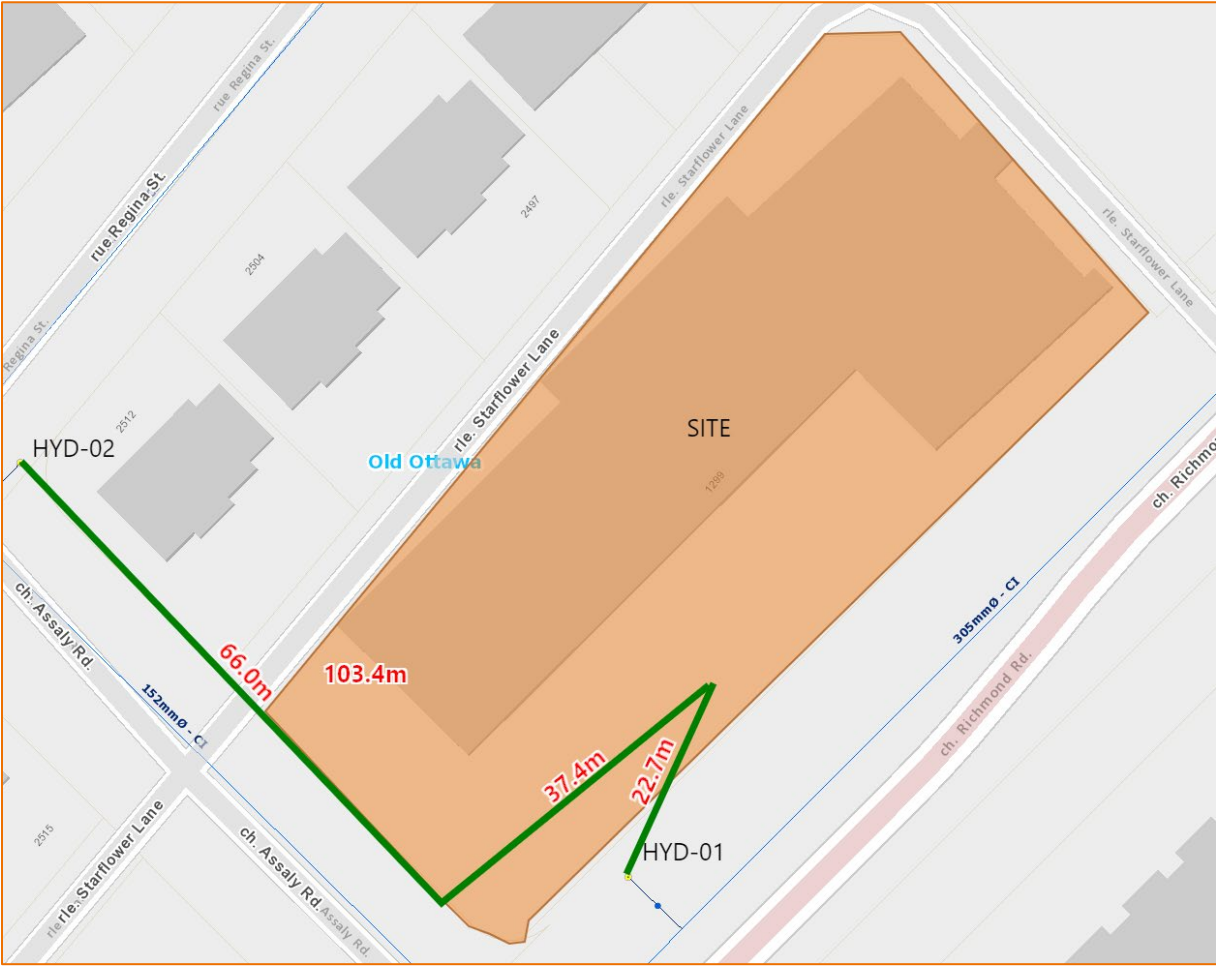 rue Regina St.
rle. Starflower Lane
rue Regina St.
2497
rle. Starflower Lane
2504
Regina St.
rle. Starflower Lane
2512
HYD-02
Old Ottawa
SITE
1299
ch. Richmo
305mmØ - CI
ch. Assaly Rd.
66.0m
103.4m
152mmØ - CI
ch. Richmond Rd.
37.4m
22.7m
2515
HYD-01
rle. Starflower Lane
rle
ch. Assaly Rd.
Assaly Rd.